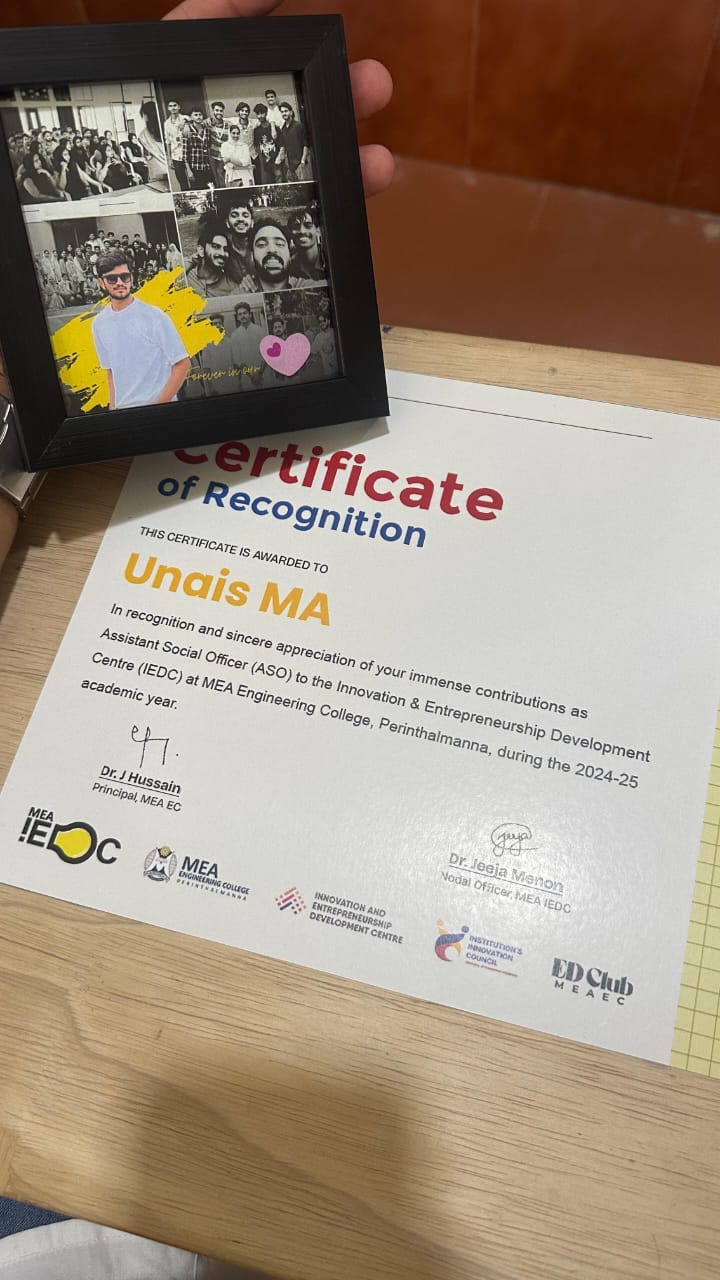 Forever in our
Certificate
of Recognition
THIS CERTIFICATE IS AWARDED TO
Unais MA
In recognition and sincere appreciation of your immense contributions as
Assistant Social Officer (ASO) to the Innovation & Entrepreneurship Development
Centre (IEDC) at MEA Engineering College, Perinthalmanna, during the 2024-25
academic year.
Dr. J Hussain
Principal, MEA EC
Jeeja
Dr. Jeeja Menon
Nodal Officer, MEA IEDC
MEA
IEDC
MEA
ENGINEERING COLLEGE
PERINTHALMANNA
INNOVATION AND
ENTREPRENEURSHIP
DEVELOPMENT CENTRE
INSTITUTION'S
INNOVATION
COUNCIL
ED Club
MEAEC